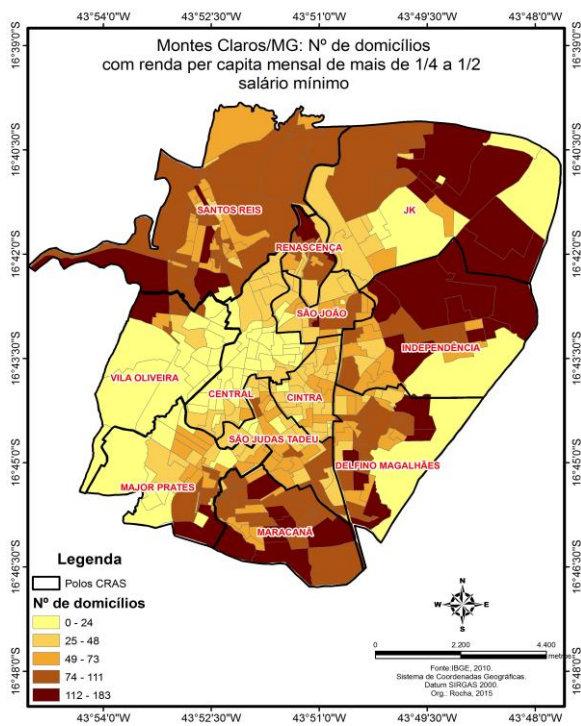 43°54'0"O 43°52'30"O 43°51'0"O 43°49'30"O 43°48'0"O
Montes Claros/MG: Nº de domicílios
com renda per capita mensal de mais de 1/4 a 1/2
salário mínimo
16°39'0"S 16°39'0"S
16°40'30"S 16°40'30"S
SANTOS REIS
JK
RENASCENÇA
16°42'0"S 16°42'0"S
SÃO JOÃO
16°43'30"S 16°43'30"S
INDEPENDÊNCIA
VILA OLIVEIRA
CENTRAL
CINTRA
SÃO JUDAS TADEU
16°45'0"S 16°45'0"S
DELFINO MAGALHÃES
MAJOR PRATES
MARACANÃ
16°46'30"S 16°46'30"S
Legenda
Polos CRAS
Nº de domicílios
0 - 24
25 - 48
49 - 73
74 - 111
112 - 183
N
W E
S
0 2.200 4.400
metros
Fonte:IBGE, 2010.
Sistema de Coordenadas Geográficas.
Datum SIRGAS 2000.
Org.: Rocha, 2015
16°48'0"S 16°48'0"S
43°54'0"O 43°52'30"O 43°51'0"O 43°49'30"O 43°48'0"O